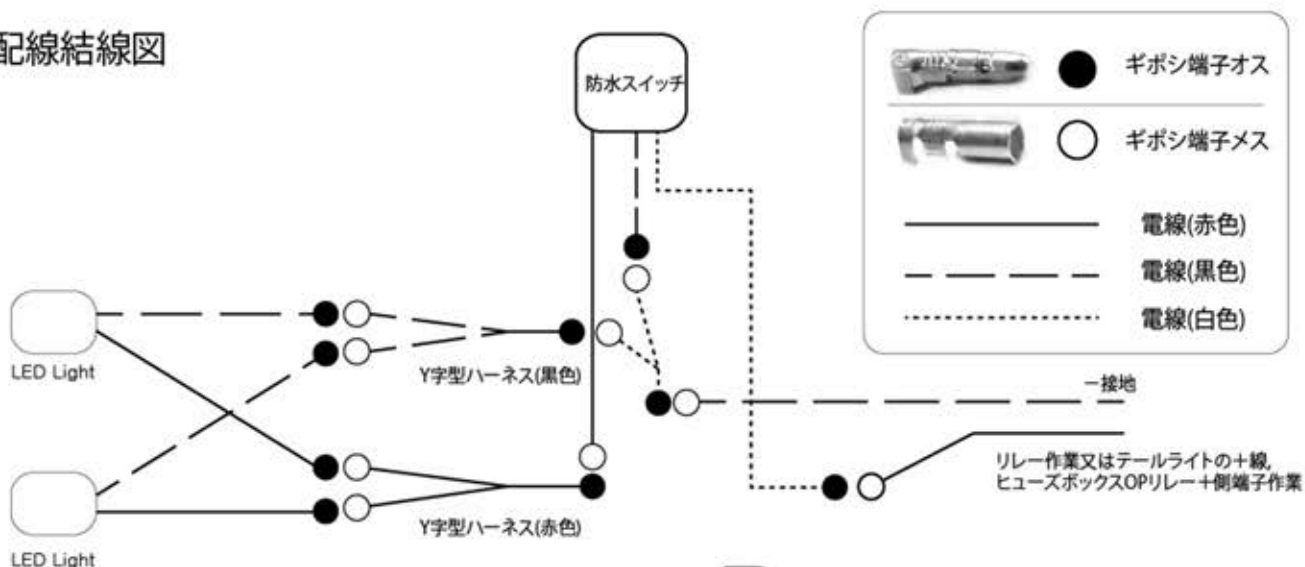 配線結線図
防水スイッチ
ギボシ端子オス
ギボシ端子メス
電線(赤色)
電線(黒色)
電線(白色)
LED Light
Y字型ハーネス(黒色)
ー接地
リレー作業又はテールライトの＋線,
ヒューズボックスOPリレー＋側端子作業
Y字型ハーネス(赤色)
LED Light